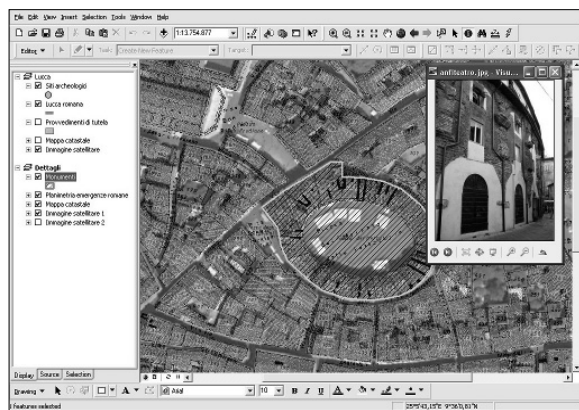 File Edit View Insert Selection Tools Window Help
1:13.754.877
Editor Task: Create New Feature Target:
Lucca
Siti archeologici
Lucca romana
Provvedimenti di tutela
Mappa catastale
Immagine satellitare
Dettagli
Monumenti
Planimetria emergenze romane
Mappa catastale
Immagine satellitare 1
Immagine satellitare 2
anfiteatro.jpg - Visu...
Display Source Selection
Drawing A Arial 10 B I U A
features selected